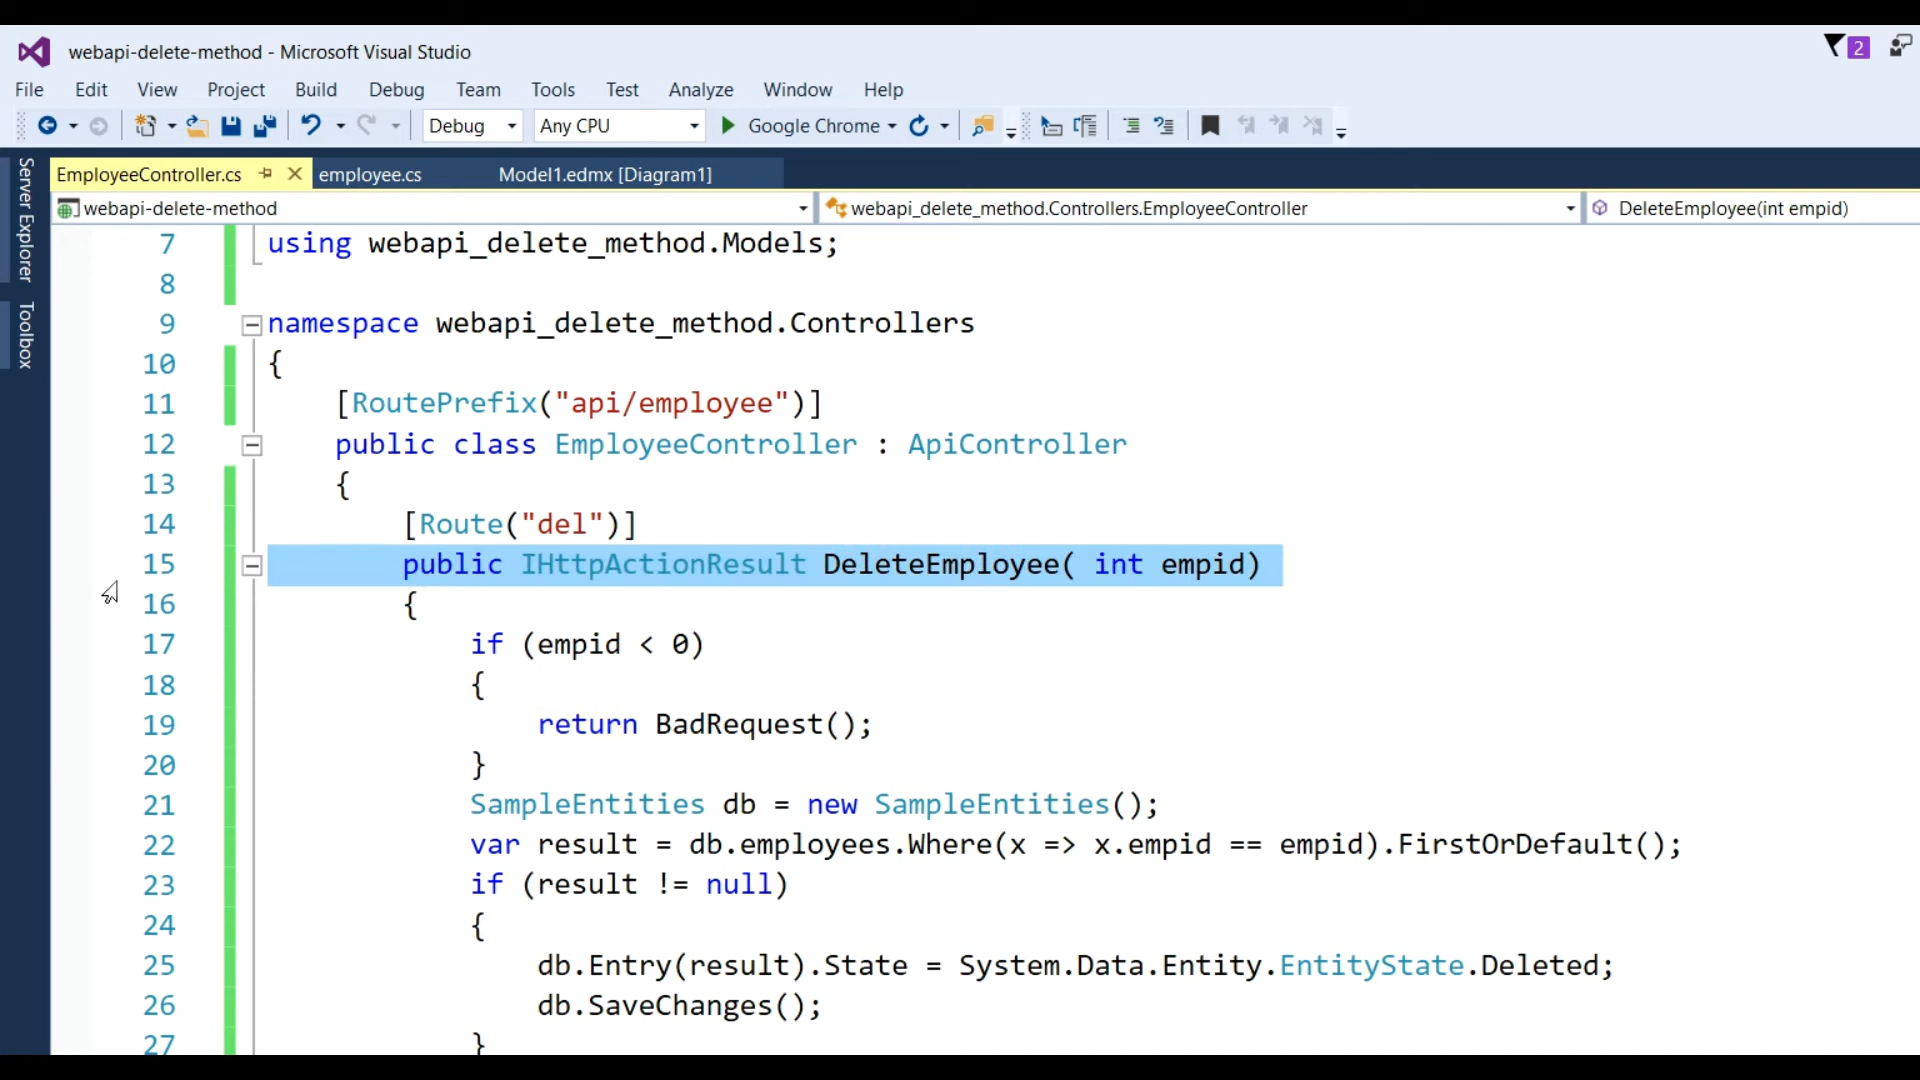 webapi-delete-method - Microsoft Visual Studio
2
File Edit View Project Build Debug Team Tools Test Analyze Window Help
Debug Any CPU Google Chrome
Server Explorer
Toolbox
EmployeeController.cs employee.cs Model1.edmx [Diagram1]
webapi-delete-method webapi_delete_method.Controllers.EmployeeController DeleteEmployee(int empid)
7 using webapi_delete_method.Models;
8
9 namespace webapi_delete_method.Controllers
10 {
11 [RoutePrefix("api/employee")]
12 public class EmployeeController : ApiController
13 {
14 [Route("del")]
15 public IHttpActionResult DeleteEmployee( int empid)
16 {
17 if (empid < 0)
18 {
19 return BadRequest();
20 }
21 SampleEntities db = new SampleEntities();
22 var result = db.employees.Where(x => x.empid == empid).FirstOrDefault();
23 if (result != null)
24 {
25 db.Entry(result).State = System.Data.Entity.EntityState.Deleted;
26 db.SaveChanges();
27 }